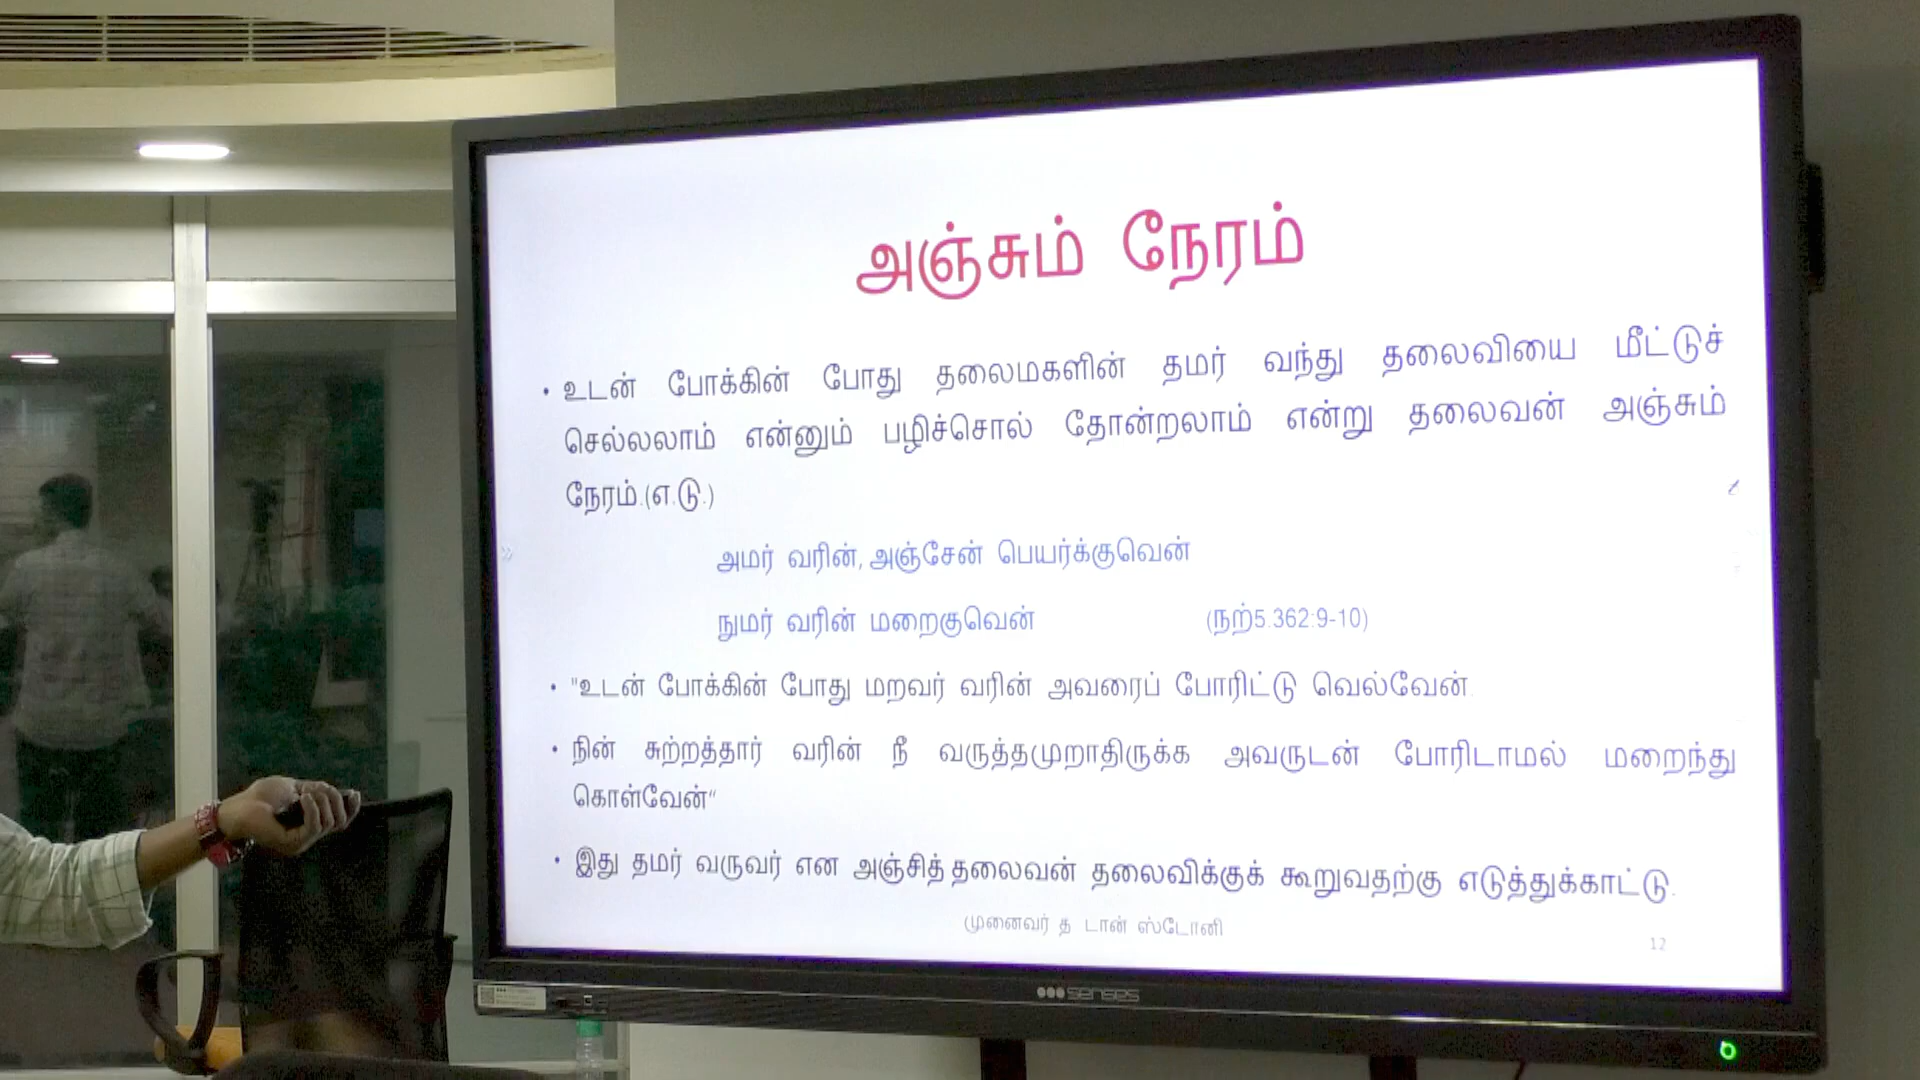 அஞ்சும் நேரம்
• உடன் போக்கின் போது தலைமகளின் தமர் வந்து தலைவியை மீட்டுச்
செல்லலாம் என்னும் பழிச்சொல் தோன்றலாம் என்று தலைவன் அஞ்சும்
நேரம்.(எ.டு.)
அமர் வரின், அஞ்சேன் பெயர்க்குவென்
நுமர் வரின் மறைகுவென் (நற்5.362:9-10)
• "உடன் போக்கின் போது மறவர் வரின் அவரைப் போரிட்டு வெல்வேன்.
• நின் சுற்றத்தார் வரின் நீ வருத்தமுறாதிருக்க அவருடன் போரிடாமல் மறைந்து
கொள்வேன்"
• இது தமர் வருவர் என அஞ்சித் தலைவன் தலைவிக்குக் கூறுவதற்கு எடுத்துக்காட்டு.
முனைவர் த டான் ஸ்டோனி
12
senses